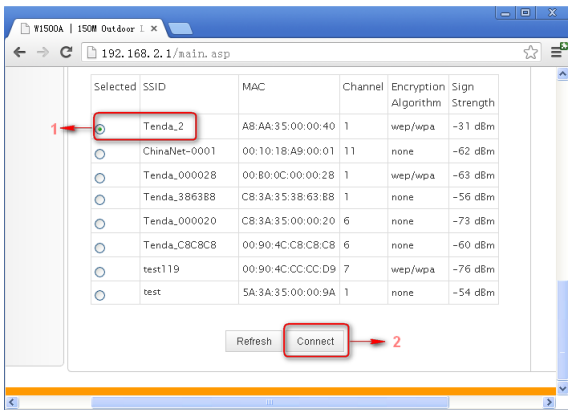 W1500A | 150M Outdoor L
192.168.2.1/main.asp
Selected SSID MAC Channel Encryption Algorithm Sign Strength
1 Tenda_2 A8:AA:35:00:00:40 1 wep/wpa -31 dBm
ChinaNet-0001 00:10:18:A9:00:01 11 none -62 dBm
Tenda_000028 00:B0:0C:00:00:28 1 wep/wpa -63 dBm
Tenda_3863B8 C8:3A:35:38:63:B8 1 none -56 dBm
Tenda_000020 C8:3A:35:00:00:20 6 none -73 dBm
Tenda_C8C8C8 00:90:4C:C8:C8:C8 6 none -60 dBm
test119 00:90:4C:CC:CC:D9 7 wep/wpa -76 dBm
test 5A:3A:35:00:00:9A 1 none -54 dBm
Refresh Connect 2